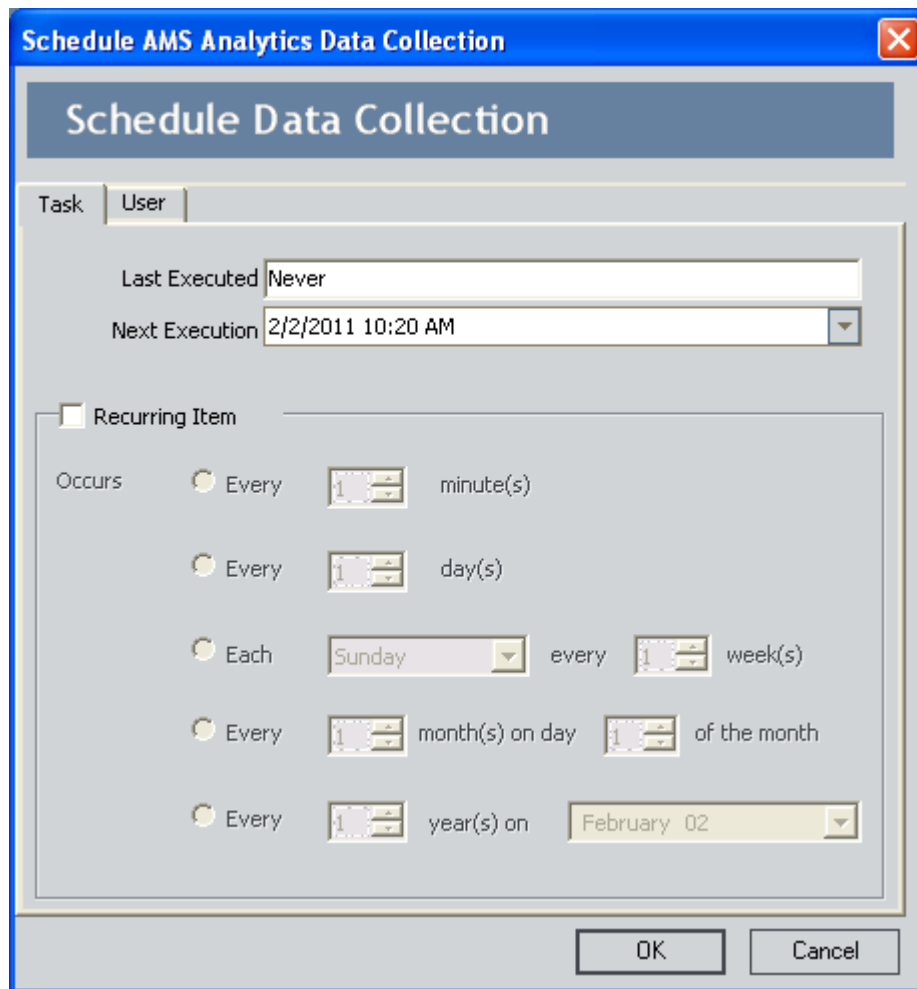 Schedule AMS Analytics Data Collection
Schedule Data Collection
Task User
Last Executed Never
Next Execution 2/2/2011 10:20 AM
Recurring Item
Occurs Every 1 minute(s)
Every 1 day(s)
Each Sunday every 1 week(s)
Every 1 month(s) on day 1 of the month
Every 1 year(s) on February 02
OK Cancel